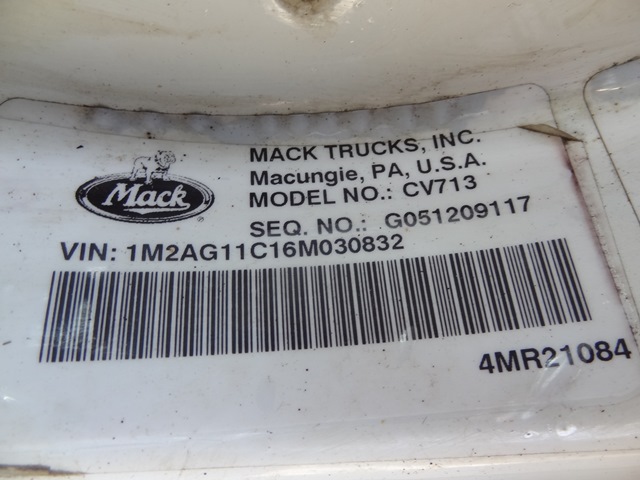 Mack
MACK TRUCKS, INC.
Macungie, PA, U.S.A.
MODEL NO.: CV713
SEQ. NO.: G051209117
VIN: 1M2AG11C16M030832
4MR21084